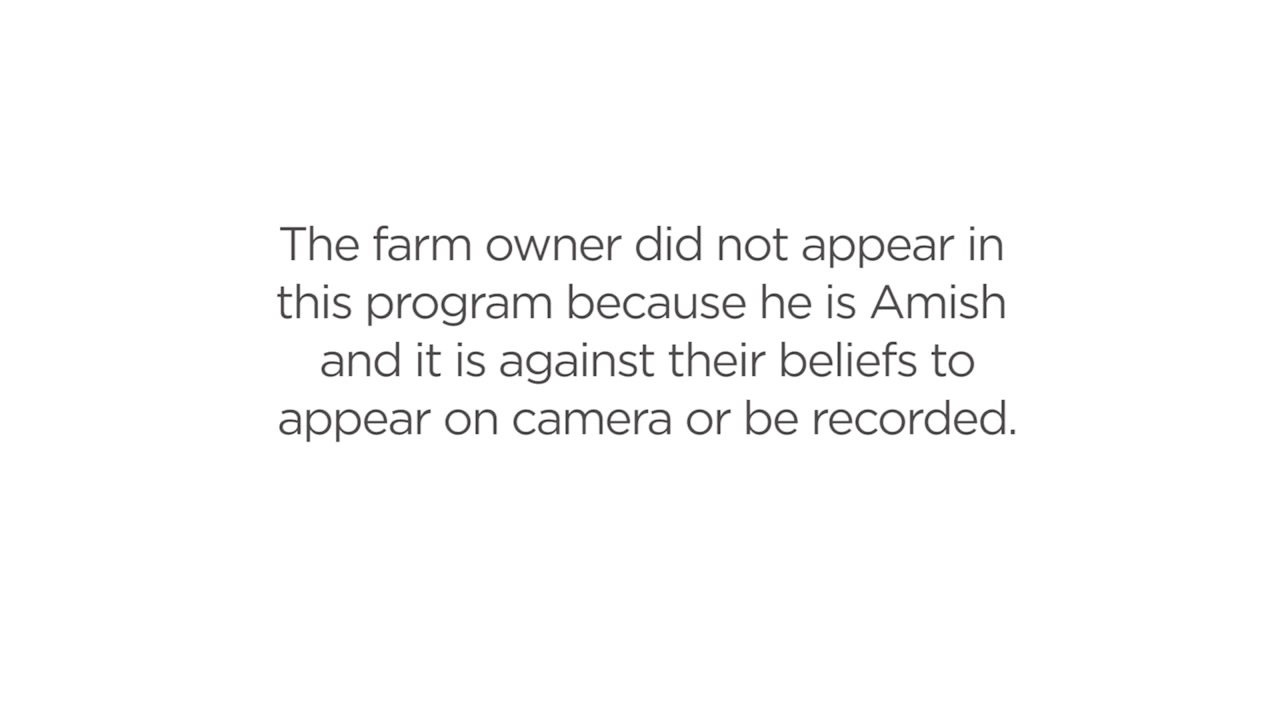 The farm owner did not appear in
this program because he is Amish
and it is against their beliefs to
appear on camera or be recorded.